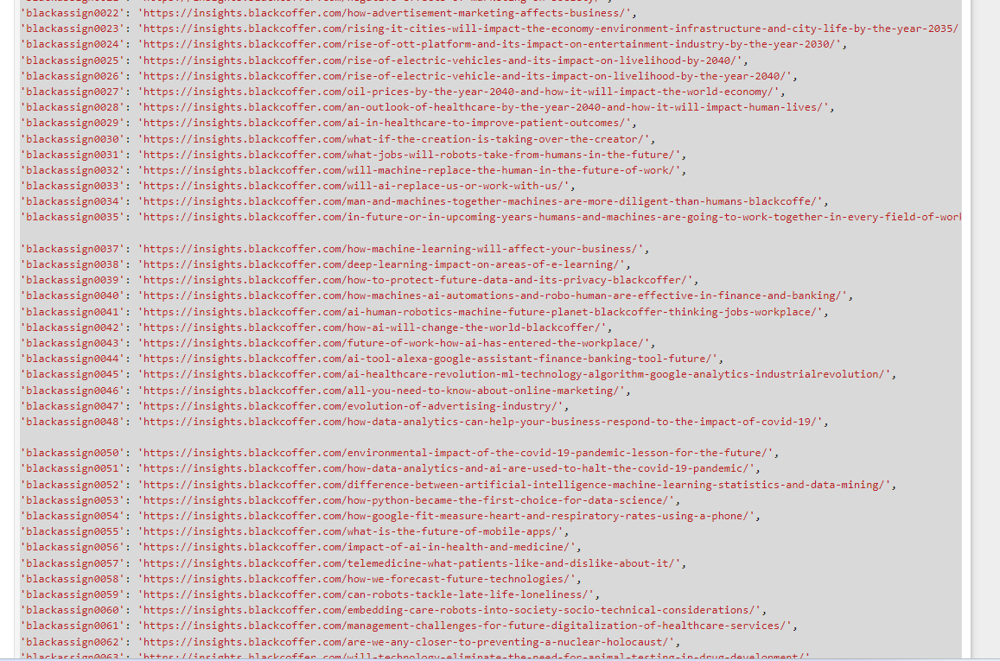 'blackassign0022': 'https://insights.blackcoffer.com/how-advertisement-marketing-affects-business/',
'blackassign0023': 'https://insights.blackcoffer.com/rising-it-cities-will-impact-the-economy-environment-infrastructure-and-city-life-by-the-year-2035/
'blackassign0024': 'https://insights.blackcoffer.com/rise-of-ott-platform-and-its-impact-on-entertainment-industry-by-the-year-2030/',
'blackassign0025': 'https://insights.blackcoffer.com/rise-of-electric-vehicles-and-its-impact-on-livelihood-by-2040/',
'blackassign0026': 'https://insights.blackcoffer.com/rise-of-electric-vehicle-and-its-impact-on-livelihood-by-the-year-2040/',
'blackassign0027': 'https://insights.blackcoffer.com/oil-prices-by-the-year-2040-and-how-it-will-impact-the-world-economy/',
'blackassign0028': 'https://insights.blackcoffer.com/an-outlook-of-healthcare-by-the-year-2040-and-how-it-will-impact-human-lives/',
'blackassign0029': 'https://insights.blackcoffer.com/ai-in-healthcare-to-improve-patient-outcomes/',
'blackassign0030': 'https://insights.blackcoffer.com/what-if-the-creation-is-taking-over-the-creator/',
'blackassign0031': 'https://insights.blackcoffer.com/what-jobs-will-robots-take-from-humans-in-the-future/',
'blackassign0032': 'https://insights.blackcoffer.com/will-machine-replace-the-human-in-the-future-of-work/',
'blackassign0033': 'https://insights.blackcoffer.com/will-ai-replace-us-or-work-with-us/',
'blackassign0034': 'https://insights.blackcoffer.com/man-and-machines-together-machines-are-more-diligent-than-humans-blackcoffe/',
'blackassign0035': 'https://insights.blackcoffer.com/in-future-or-in-upcoming-years-humans-and-machines-are-going-to-work-together-in-every-field-of-work
'blackassign0037': 'https://insights.blackcoffer.com/how-machine-learning-will-affect-your-business/',
'blackassign0038': 'https://insights.blackcoffer.com/deep-learning-impact-on-areas-of-e-learning/',
'blackassign0039': 'https://insights.blackcoffer.com/how-to-protect-future-data-and-its-privacy-blackcoffer/',
'blackassign0040': 'https://insights.blackcoffer.com/how-machines-ai-automations-and-robo-human-are-effective-in-finance-and-banking/',
'blackassign0041': 'https://insights.blackcoffer.com/ai-human-robotics-machine-future-planet-blackcoffer-thinking-jobs-workplace/',
'blackassign0042': 'https://insights.blackcoffer.com/how-ai-will-change-the-world-blackcoffer/',
'blackassign0043': 'https://insights.blackcoffer.com/future-of-work-how-ai-has-entered-the-workplace/',
'blackassign0044': 'https://insights.blackcoffer.com/ai-tool-alexa-google-assistant-finance-banking-tool-future/',
'blackassign0045': 'https://insights.blackcoffer.com/ai-healthcare-revolution-ml-technology-algorithm-google-analytics-industrialrevolution/',
'blackassign0046': 'https://insights.blackcoffer.com/all-you-need-to-know-about-online-marketing/',
'blackassign0047': 'https://insights.blackcoffer.com/evolution-of-advertising-industry/',
'blackassign0048': 'https://insights.blackcoffer.com/how-data-analytics-can-help-your-business-respond-to-the-impact-of-covid-19/',
'blackassign0050': 'https://insights.blackcoffer.com/environmental-impact-of-the-covid-19-pandemic-lesson-for-the-future/',
'blackassign0051': 'https://insights.blackcoffer.com/how-data-analytics-and-ai-are-used-to-halt-the-covid-19-pandemic/',
'blackassign0052': 'https://insights.blackcoffer.com/difference-between-artificial-intelligence-machine-learning-statistics-and-data-mining/',
'blackassign0053': 'https://insights.blackcoffer.com/how-python-became-the-first-choice-for-data-science/',
'blackassign0054': 'https://insights.blackcoffer.com/how-google-fit-measure-heart-and-respiratory-rates-using-a-phone/',
'blackassign0055': 'https://insights.blackcoffer.com/what-is-the-future-of-mobile-apps/',
'blackassign0056': 'https://insights.blackcoffer.com/impact-of-ai-in-health-and-medicine/',
'blackassign0057': 'https://insights.blackcoffer.com/telemedicine-what-patients-like-and-dislike-about-it/',
'blackassign0058': 'https://insights.blackcoffer.com/how-we-forecast-future-technologies/',
'blackassign0059': 'https://insights.blackcoffer.com/can-robots-tackle-late-life-loneliness/',
'blackassign0060': 'https://insights.blackcoffer.com/embedding-care-robots-into-society-socio-technical-considerations/',
'blackassign0061': 'https://insights.blackcoffer.com/management-challenges-for-future-digitalization-of-healthcare-services/',
'blackassign0062': 'https://insights.blackcoffer.com/are-we-any-closer-to-preventing-a-nuclear-holocaust/',
'blackassign0063': 'https://insights.blackcoffer.com/will-technology-eliminate-the-need-for-animal-testing-in-drug-development/'